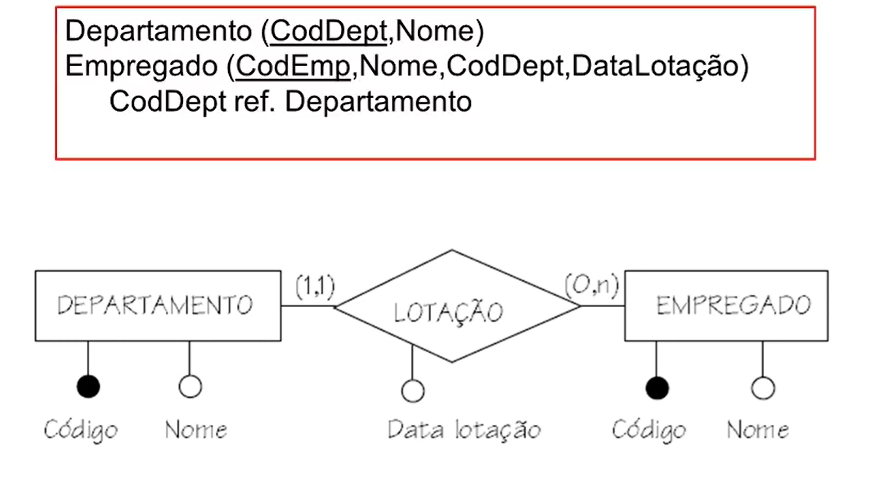 Departamento (CodDept,Nome)
Empregado (CodEmp,Nome,CodDept,DataLotação)
CodDept ref. Departamento
(1,1)
(0,n)
DEPARTAMENTO
LOTAÇÃO
EMPREGADO
Código
Nome
Data lotação
Código
Nome